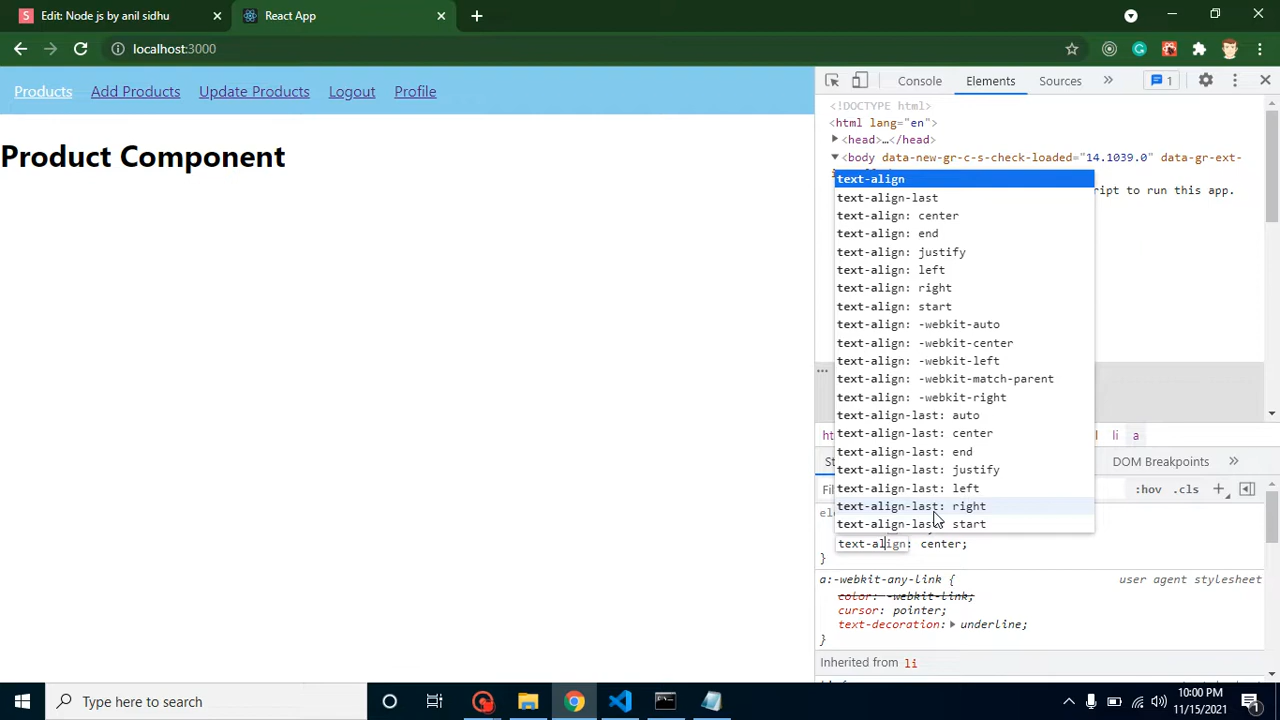 Edit: Node js by anil sidhu
React App
localhost:3000
Products Add Products Update Products Logout Profile
Product Component
Console Elements Sources 1
<!DOCTYPE html>
<html lang="en">
<head>…</head>
<body data-new-gr-c-s-check-loaded="14.1039.0" data-gr-ext-
ript to run this app.
text-align
text-align-last
text-align: center
text-align: end
text-align: justify
text-align: left
text-align: right
text-align: start
text-align: -webkit-auto
text-align: -webkit-center
text-align: -webkit-left
text-align: -webkit-match-parent
text-align: -webkit-right
text-align-last: auto
text-align-last: center
text-align-last: end
text-align-last: justify
text-align-last: left
text-align-last: right
text-align-last: start
li a
DOM Breakpoints
:hov .cls
text-align: center;
}
a:-webkit-any-link { user agent stylesheet
color: -webkit-link;
cursor: pointer;
text-decoration: underline;
}
Inherited from li
Type here to search
10:00 PM
11/15/2021
1